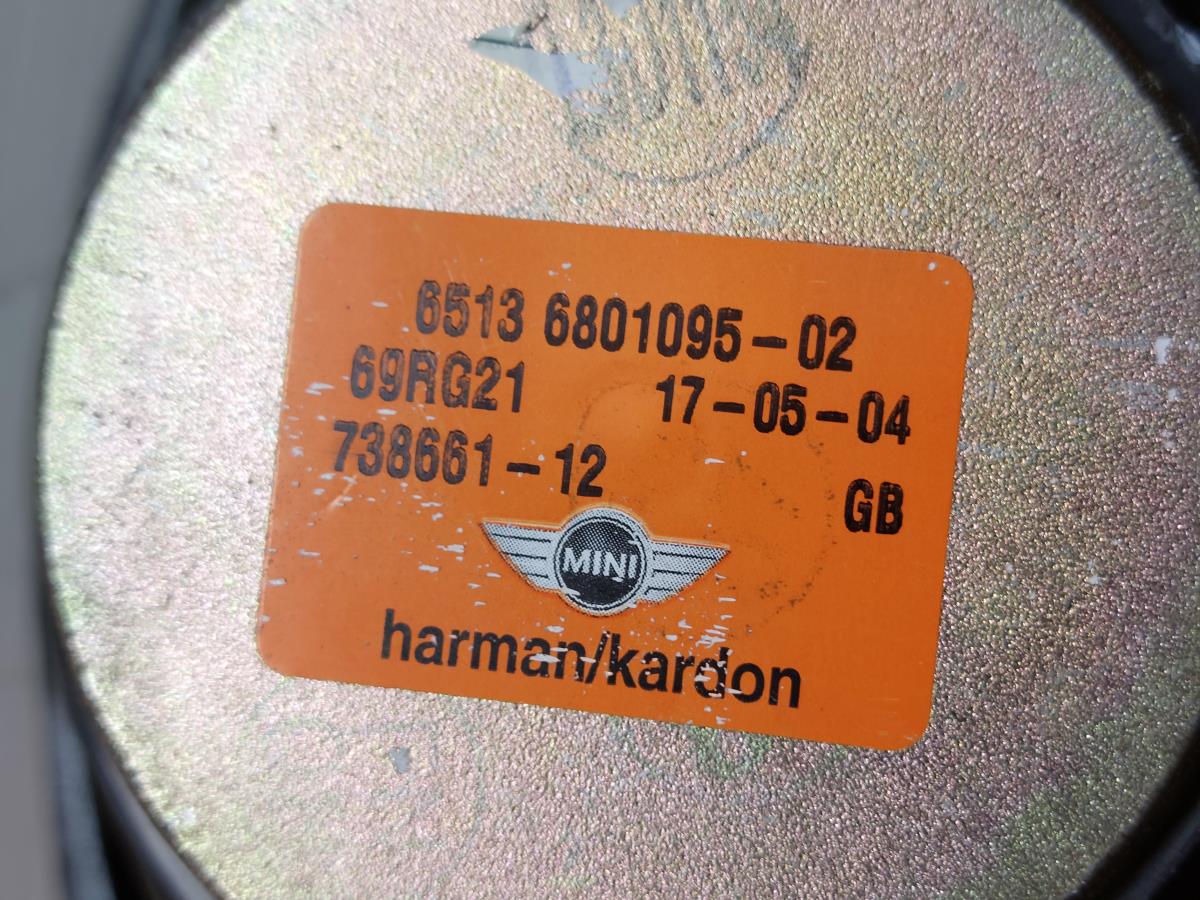 6513 6801095-02
69RG21 17-05-04
738661-12
GB
MINI
harman/kardon